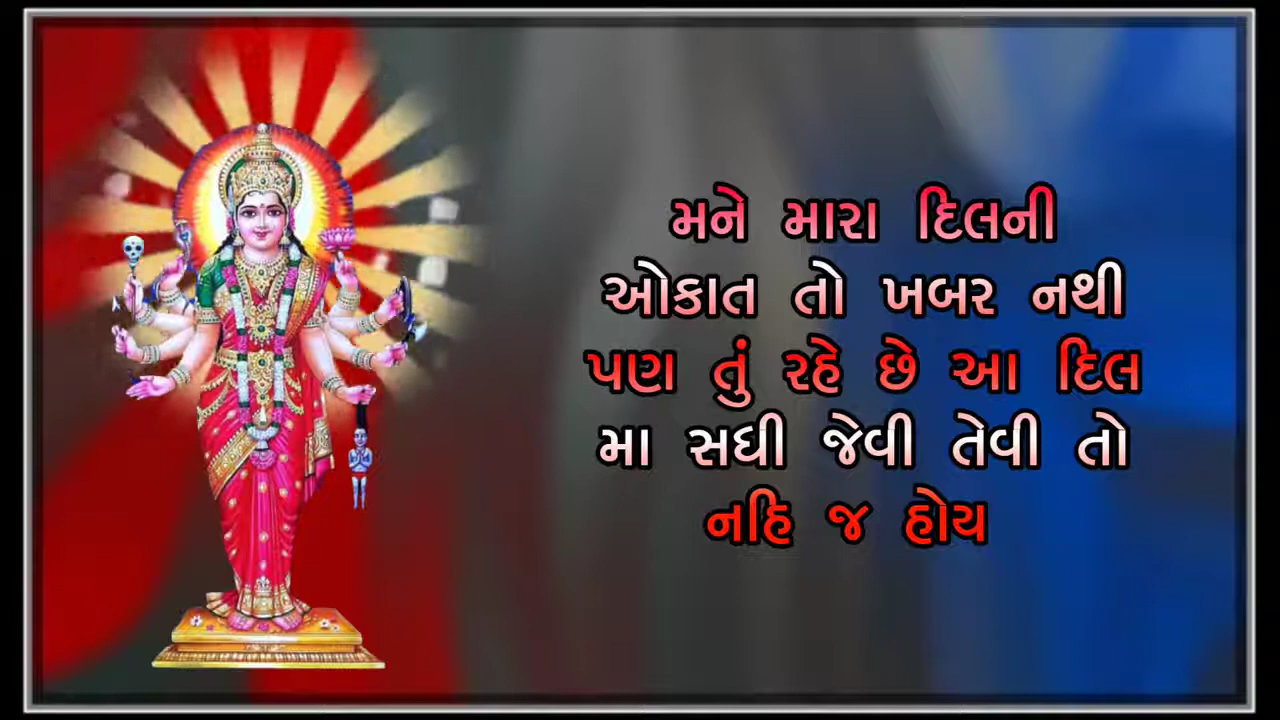 મને મારા દિલની
ઓકાત તો ખબર નથી
પણ તું રહે છે આ દિલ
મા સધી જેવી તેવી તો
નહિ જ હોય